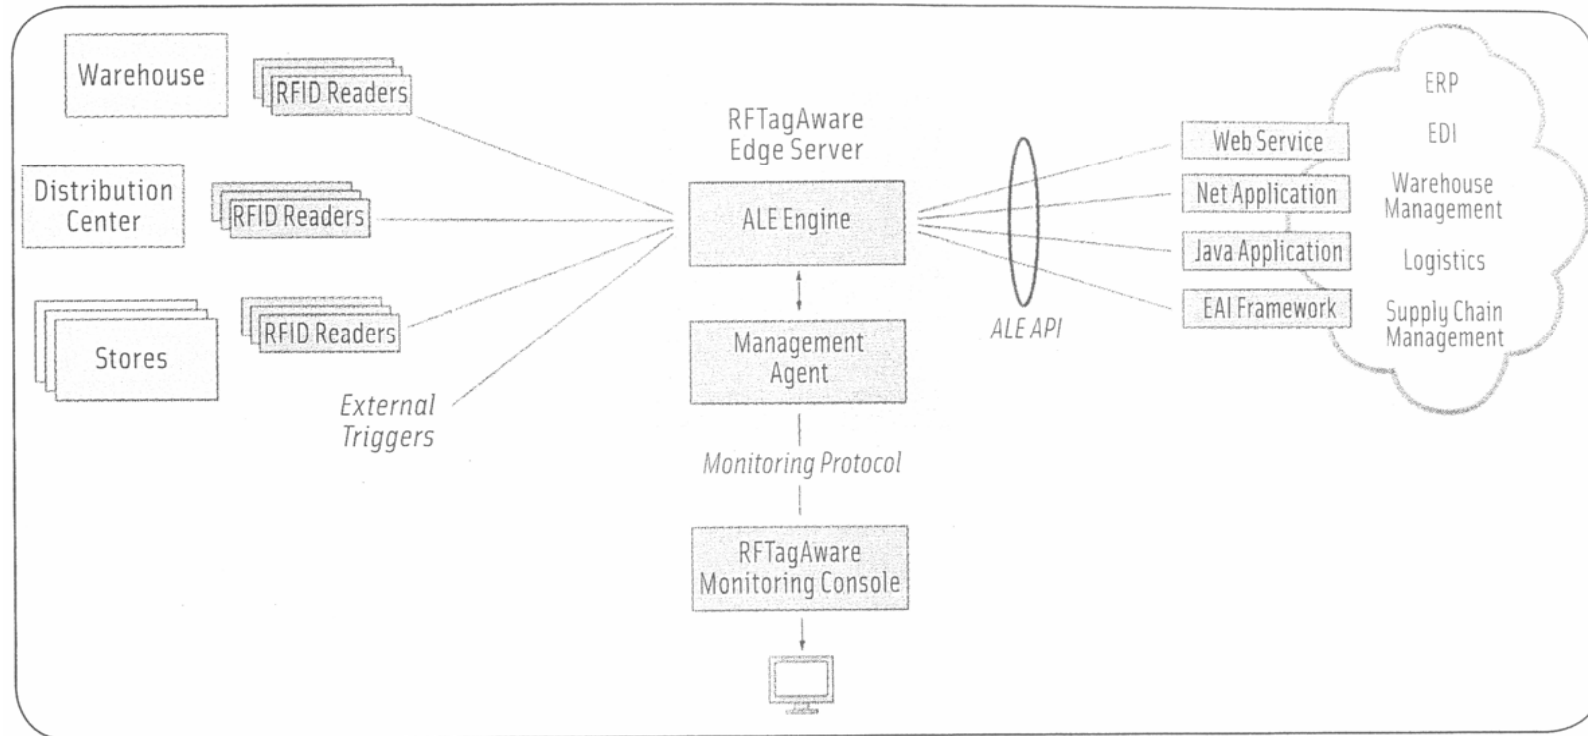 Warehouse
RFID Readers
Distribution
Center
RFID Readers
Stores
RFID Readers
External
Triggers
RFTagAware
Edge Server
ALE Engine
Management
Agent
Monitoring Protocol
RFTagAware
Monitoring Console
ALE API
Web Service
Net Application
Java Application
EAI Framework
ERP
EDI
Warehouse
Management
Logistics
Supply Chain
Management